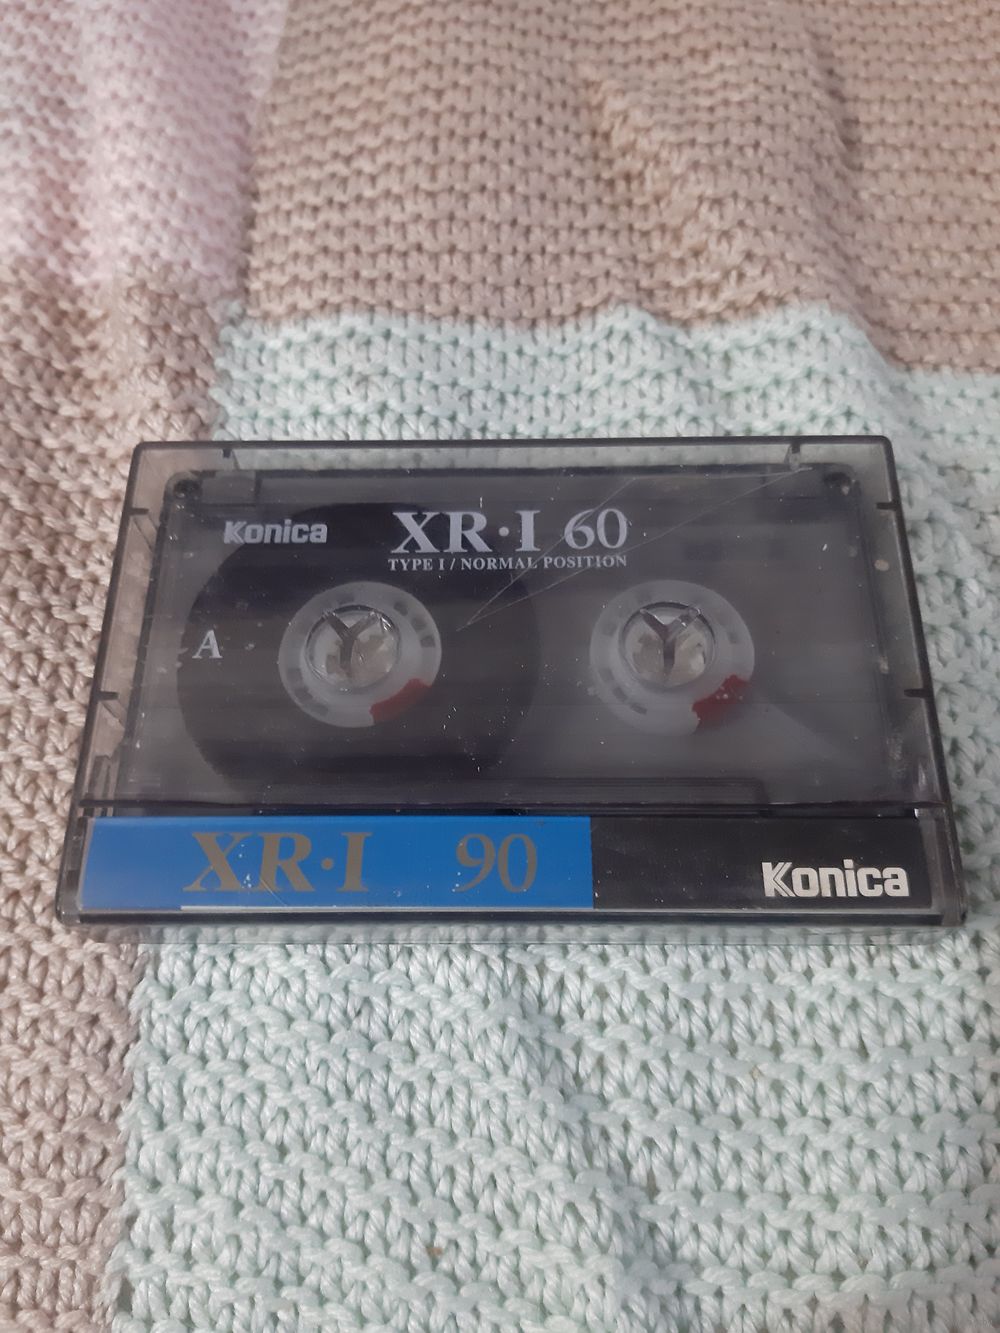 Konica
XR·I 60
TYPE I / NORMAL POSITION
A
XR·I 90
Konica